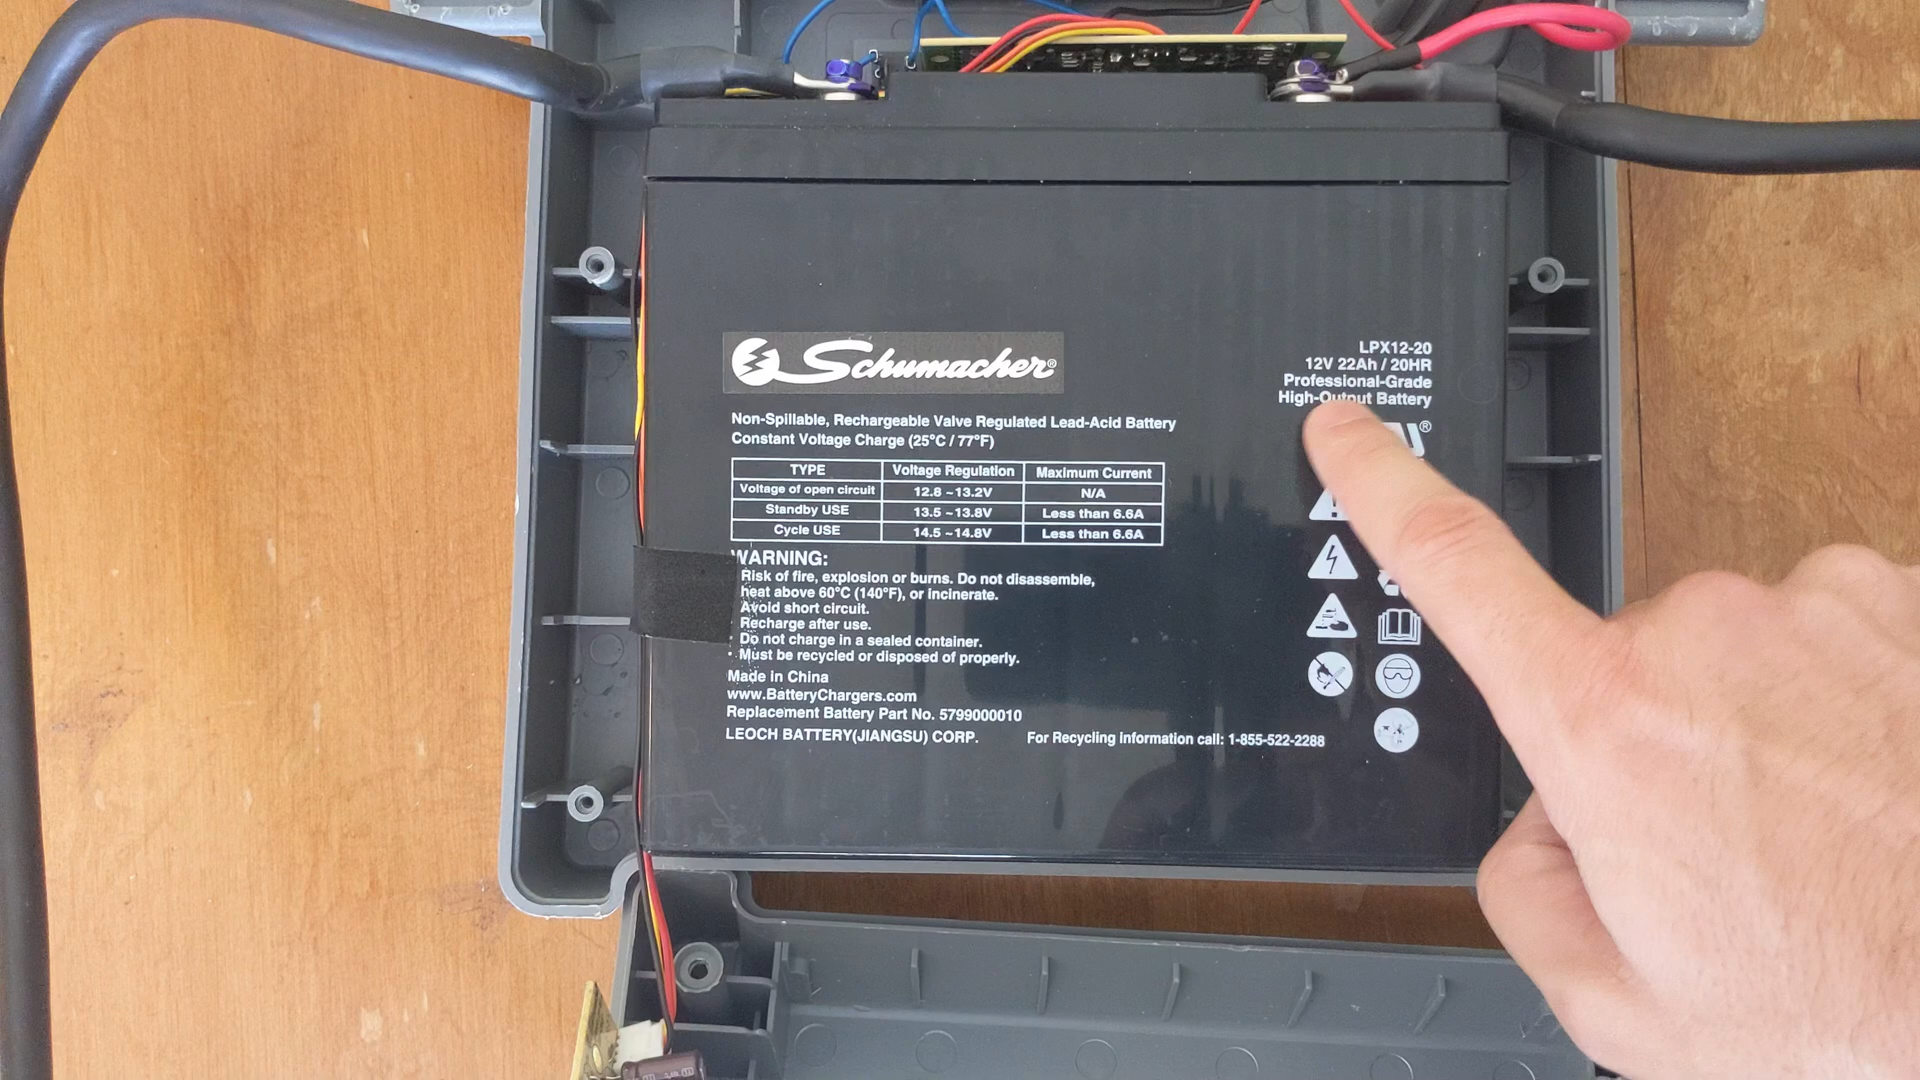 Schumacher®
LPX12-20
12V 22Ah / 20HR
Professional-Grade
High-Output Battery
®
Non-Spillable, Rechargeable Valve Regulated Lead-Acid Battery
Constant Voltage Charge (25°C / 77°F)
TYPE Voltage Regulation Maximum Current
Voltage of open circuit 12.8 ~13.2V N/A
Standby USE 13.5 ~13.8V Less than 6.6A
Cycle USE 14.5 ~14.8V Less than 6.6A
WARNING:
Risk of fire, explosion or burns. Do not disassemble,
heat above 60°C (140°F), or incinerate.
Avoid short circuit.
Recharge after use.
· Do not charge in a sealed container.
· Must be recycled or disposed of properly.
Made in China
www.BatteryChargers.com
Replacement Battery Part No. 5799000010
LEOCH BATTERY(JIANGSU) CORP. For Recycling Information call: 1-855-522-2288